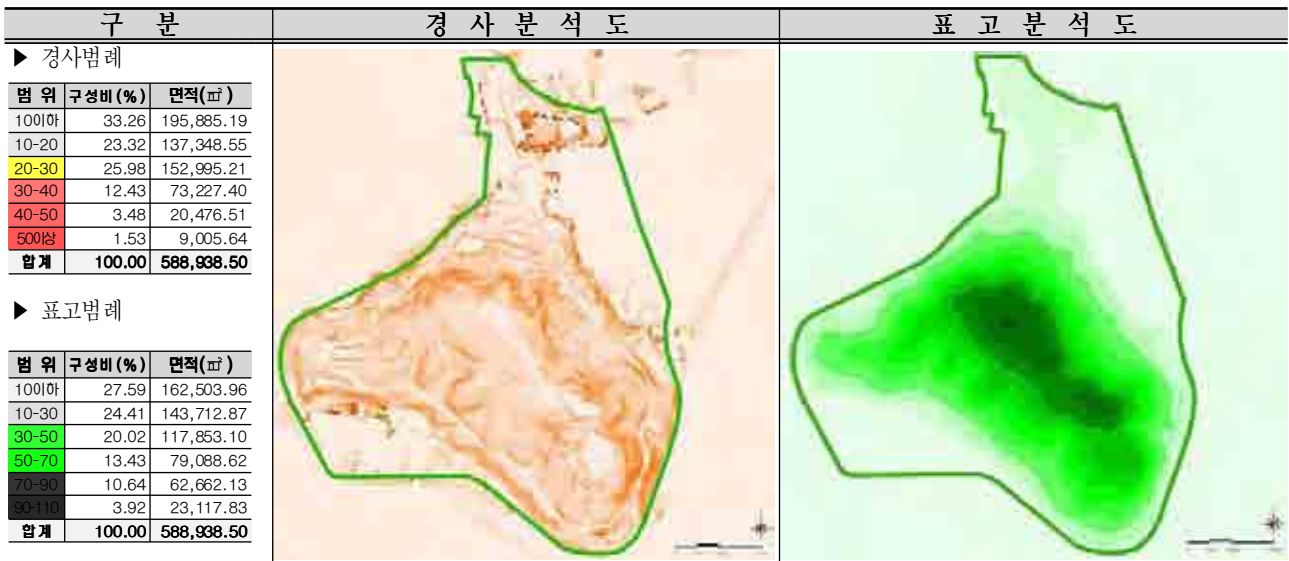 구 분 경 사 분 석 도 표 고 분 석 도
▶ 경사범례
범 위 구성비(%) 면적(㎡)
10이하 33.26 195,885.19
10-20 23.32 137,348.55
20-30 25.98 152,995.21
30-40 12.43 73,227.40
40-50 3.48 20,476.51
50이상 1.53 9,005.64
합계 100.00 588,938.50
▶ 표고범례
범 위 구성비(%) 면적(㎡)
10이하 27.59 162,503.96
10-30 24.41 143,712.87
30-50 20.02 117,853.10
50-70 13.43 79,088.62
70-90 10.64 62,662.13
90-110 3.92 23,117.83
합계 100.00 588,938.50